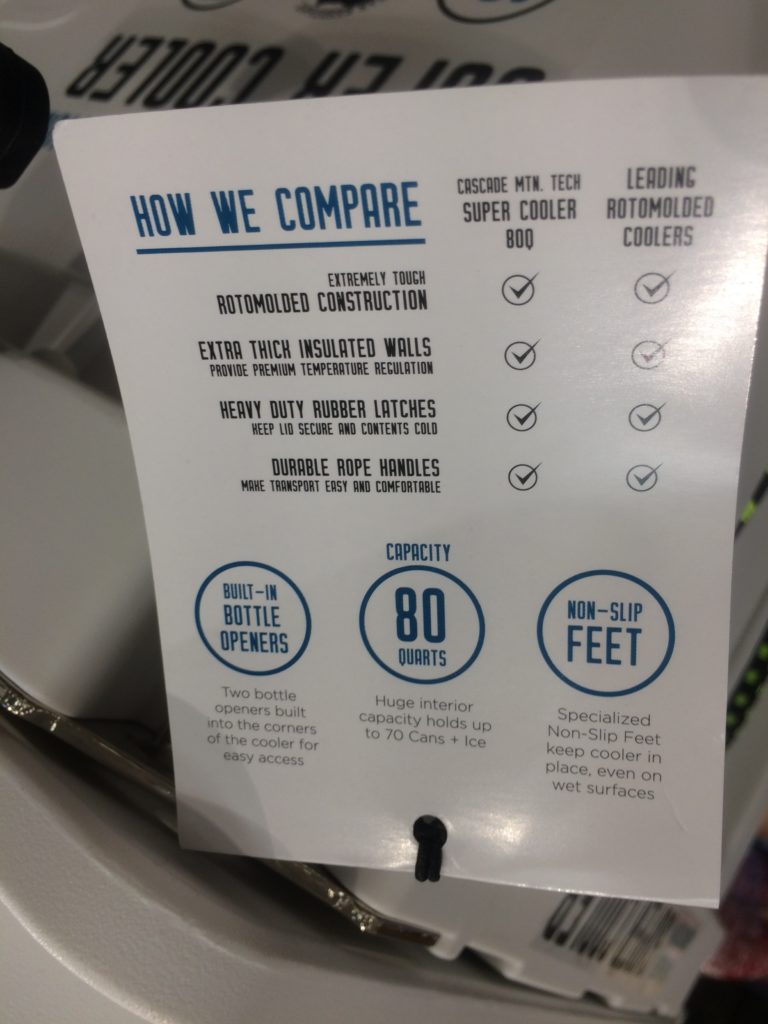 SUPER COOLER
HOW WE COMPARE
CASCADE MTN. TECH
SUPER COOLER
80Q
LEADING
ROTOMOLDED
COOLERS
EXTREMELY TOUGH
ROTOMOLDED CONSTRUCTION
EXTRA THICK INSULATED WALLS
PROVIDE PREMIUM TEMPERATURE REGULATION
HEAVY DUTY RUBBER LATCHES
KEEP LID SECURE AND CONTENTS COLD
DURABLE ROPE HANDLES
MAKE TRANSPORT EASY AND COMFORTABLE
BUILT-IN
BOTTLE
OPENERS
Two bottle
openers built
into the corners
of the cooler for
easy access
CAPACITY
80
QUARTS
Huge interior
capacity holds up
to 70 Cans + Ice
NON-SLIP
FEET
Specialized
Non-Slip Feet
keep cooler in
place, even on
wet surfaces